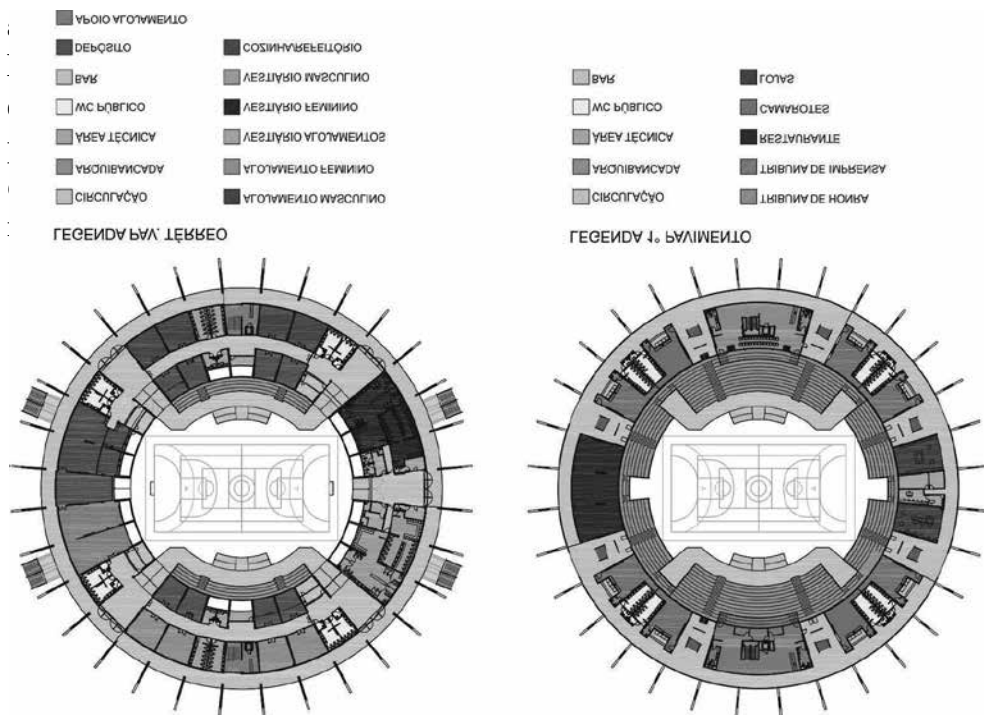 LEGENDA PAV. TÉRREO
CIRCULAÇÃO
ARQUIBANCADA
ÁREA TÉCNICA
WC PÚBLICO
BAR
DEPÓSITO
APOIO ALOJAMENTO
ALOJAMENTO MASCULINO
ALOJAMENTO FEMININO
VESTIÁRIO ALOJAMENTOS
VESTIÁRIO FEMININO
VESTIÁRIO MASCULINO
COZINHA/REFEITÓRIO
LEGENDA 1º PAVIMENTO
CIRCULAÇÃO
ARQUIBANCADA
ÁREA TÉCNICA
WC PÚBLICO
BAR
TRIBUNA DE HONRA
TRIBUNA DE IMPRENSA
RESTAURANTE
CAMAROTES
LOJAS